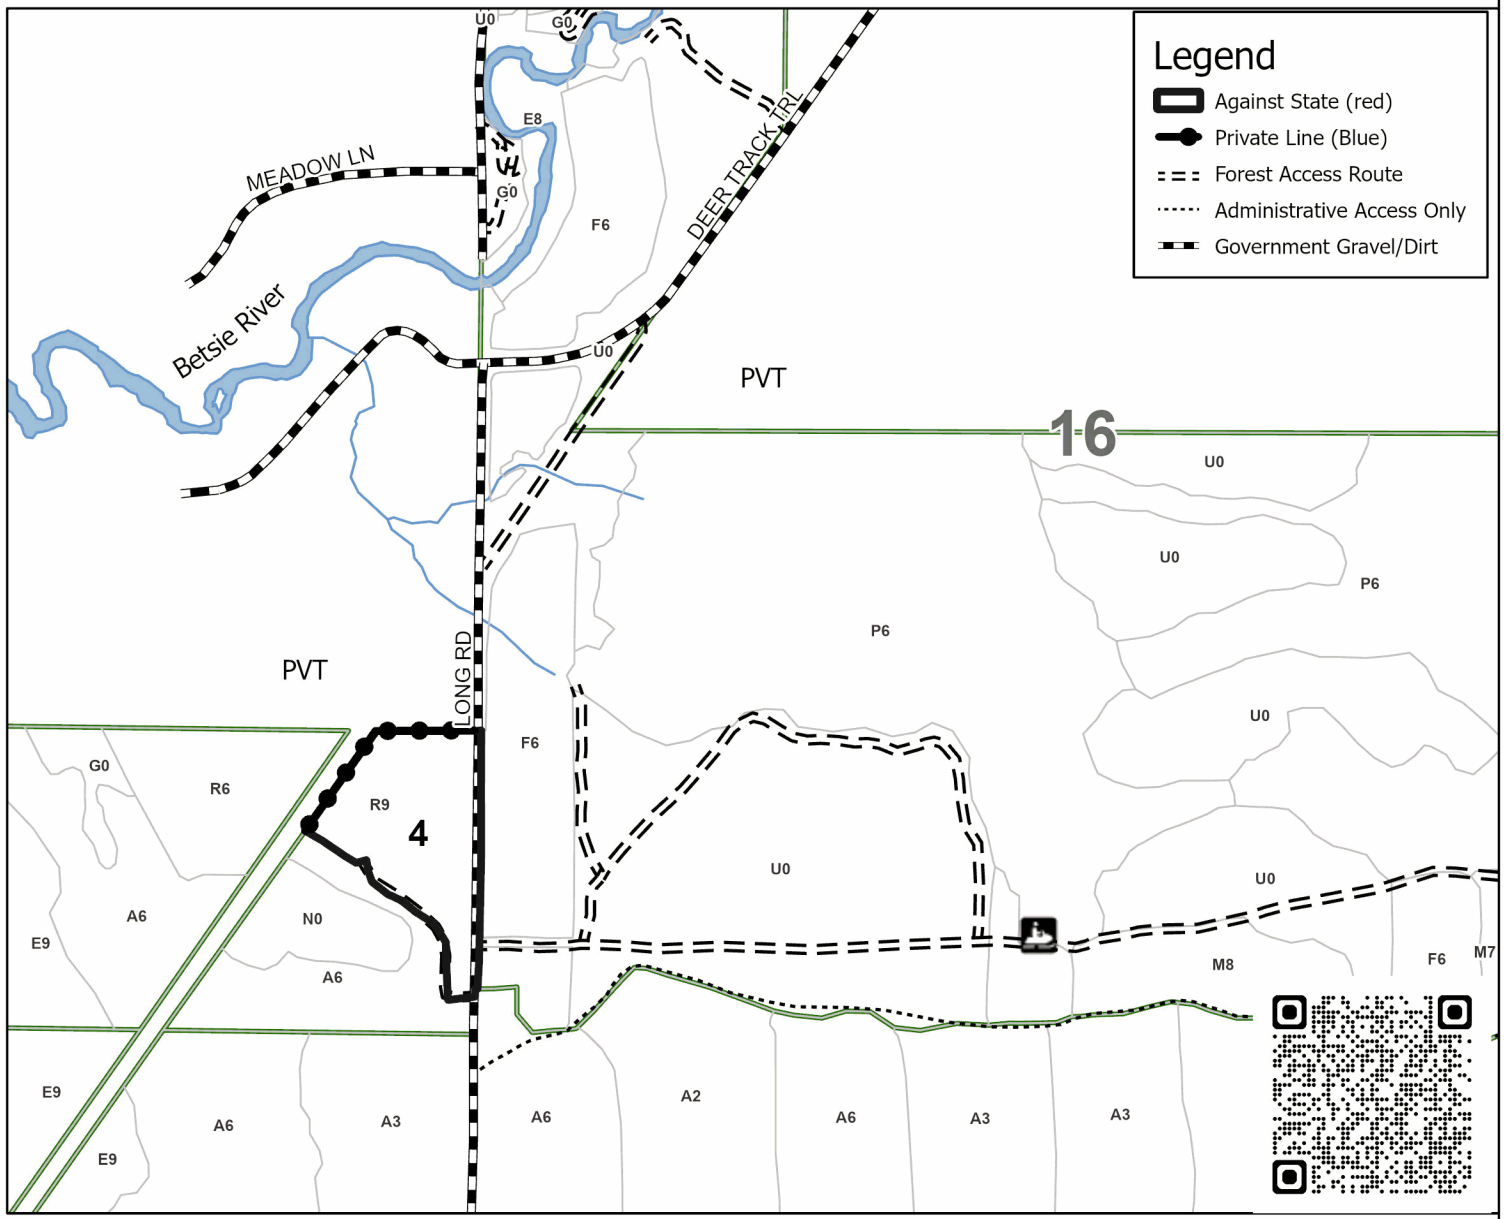 U0
G0
Legend
Against State (red)
Private Line (Blue)
Forest Access Route
Administrative Access Only
Government Gravel/Dirt
DEER TRACK TRL
E8
MEADOW LN
G0
F6
Betsie River
U0
PVT
16
U0
U0
P6
P6
LONG RD
PVT
U0
F6
G0
R6
R9
4
U0
U0
A6
N0
E9
A6
M8
F6
M7
E9
A2
A6
A3
A6
A6
A3
A3
E9